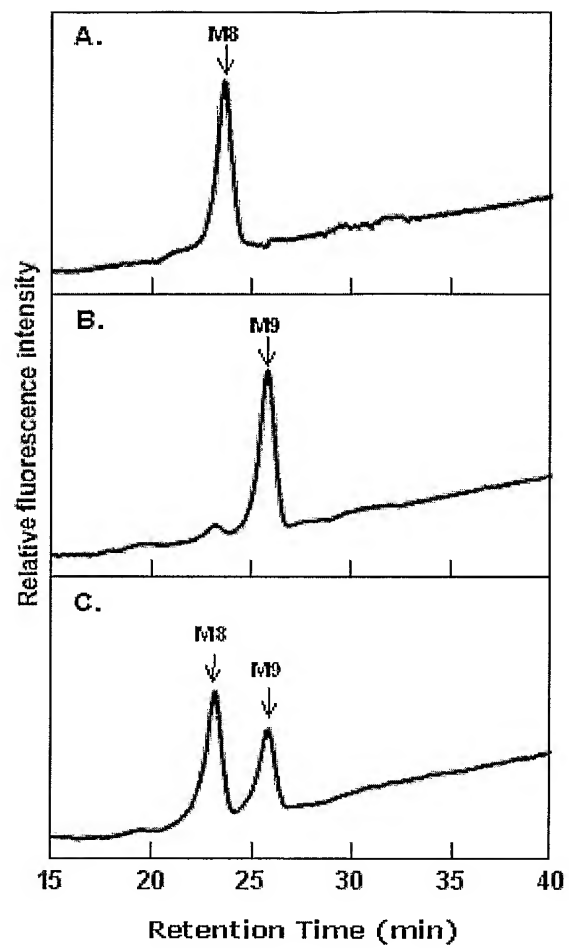 A.
M8
B.
M9
C.
M8
M9
Relative fluorescence intensity
15 20 25 30 35 40
Retention Time (min)